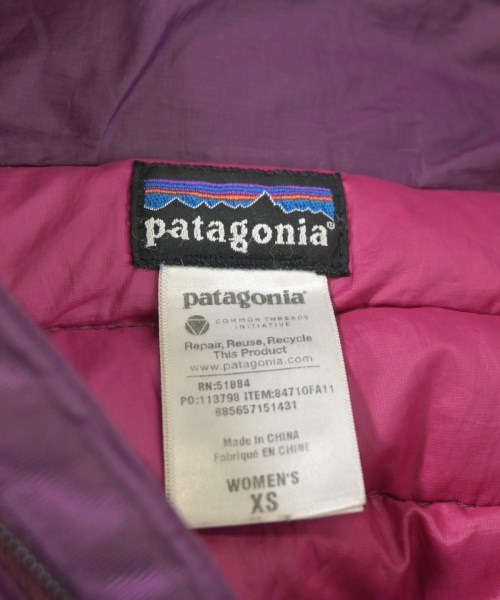 patagonia®
patagonia®
COMMON THREADS
INITIATIVE
Repair, Reuse, Recycle
This Product
www.patagonia.com
RN:51884
PO:113798 ITEM:84710FA11
885657151431
Made in CHINA
Fabriqué EN CHINE
WOMEN'S
XS